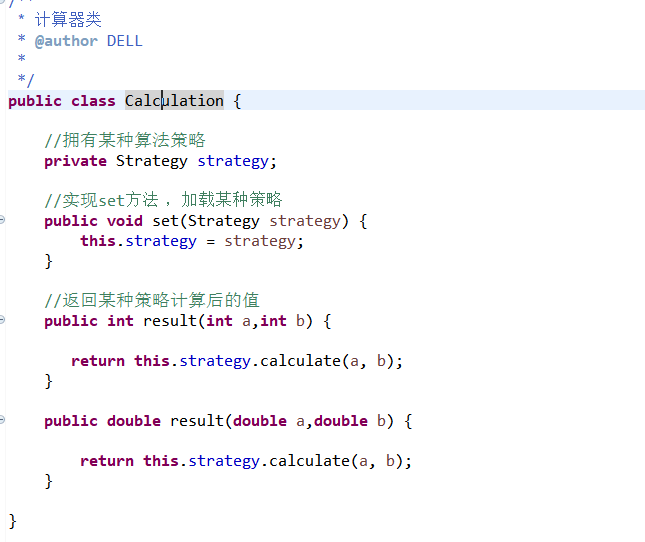 /**
 * 计算器类
 * @author DELL
 *
 */
public class Calculation {
    //拥有某种算法策略
    private Strategy strategy;
    //实现set方法 ，加载某种策略
    public void set(Strategy strategy) {
        this.strategy = strategy;
    }
    //返回某种策略计算后的值
    public int result(int a,int b) {
       return this.strategy.calculate(a, b);
    }
    public double result(double a,double b) {
        return this.strategy.calculate(a, b);
    }
}